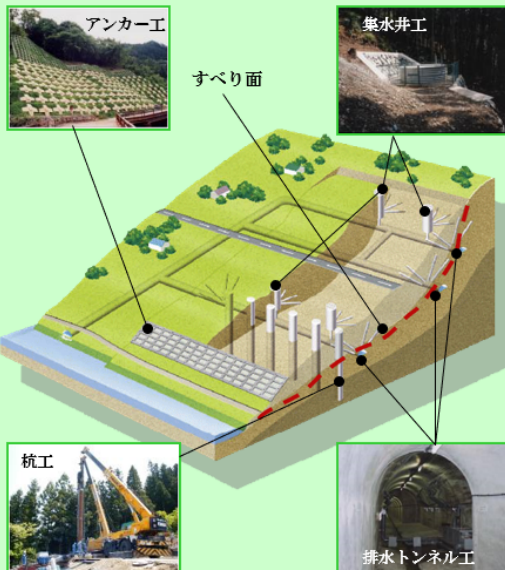 アンカー工
集水井工
すべり面
杭工
排水トンネル工